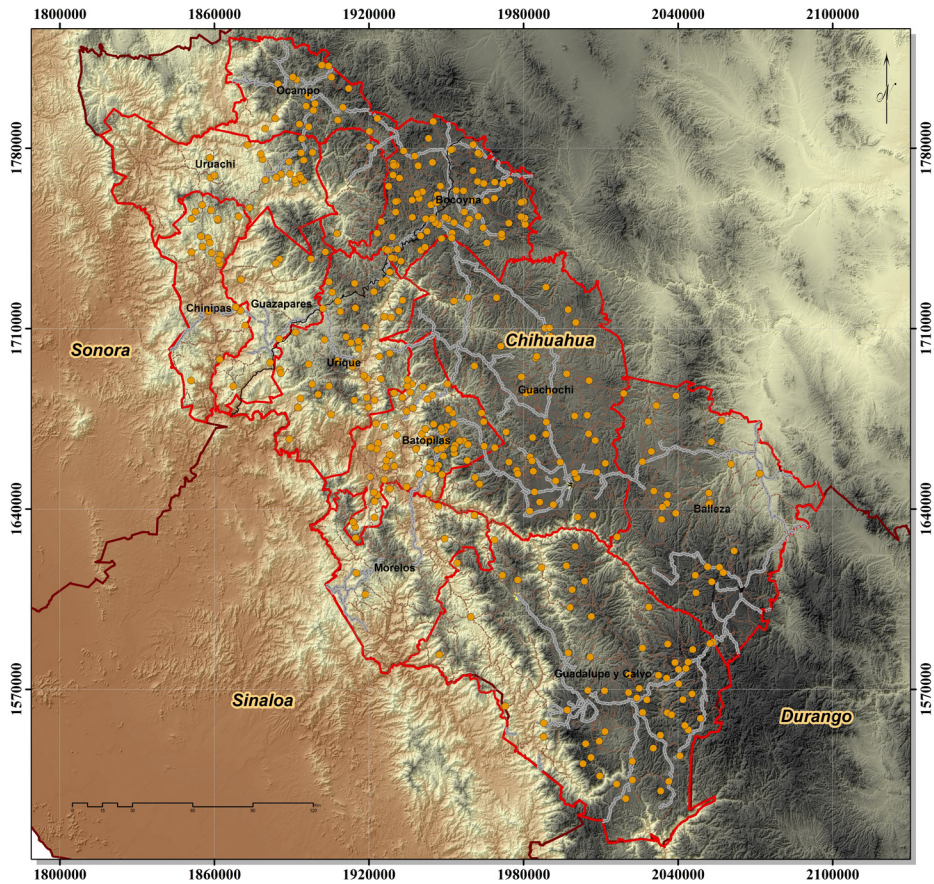 1800000 1860000 1920000 1980000 2040000 2100000
Ocampo
1780000 1780000
Uruachi
Bocoyna
Chinipas
Guazapares
1710000 1710000
Chihuahua
Sonora
Urique
Guachochi
Batopilas
1640000 1640000
Balleza
Morelos
Guadalupe y Calvo
1570000 1570000
Sinaloa
Durango
1800000 1860000 1920000 1980000 2040000 2100000